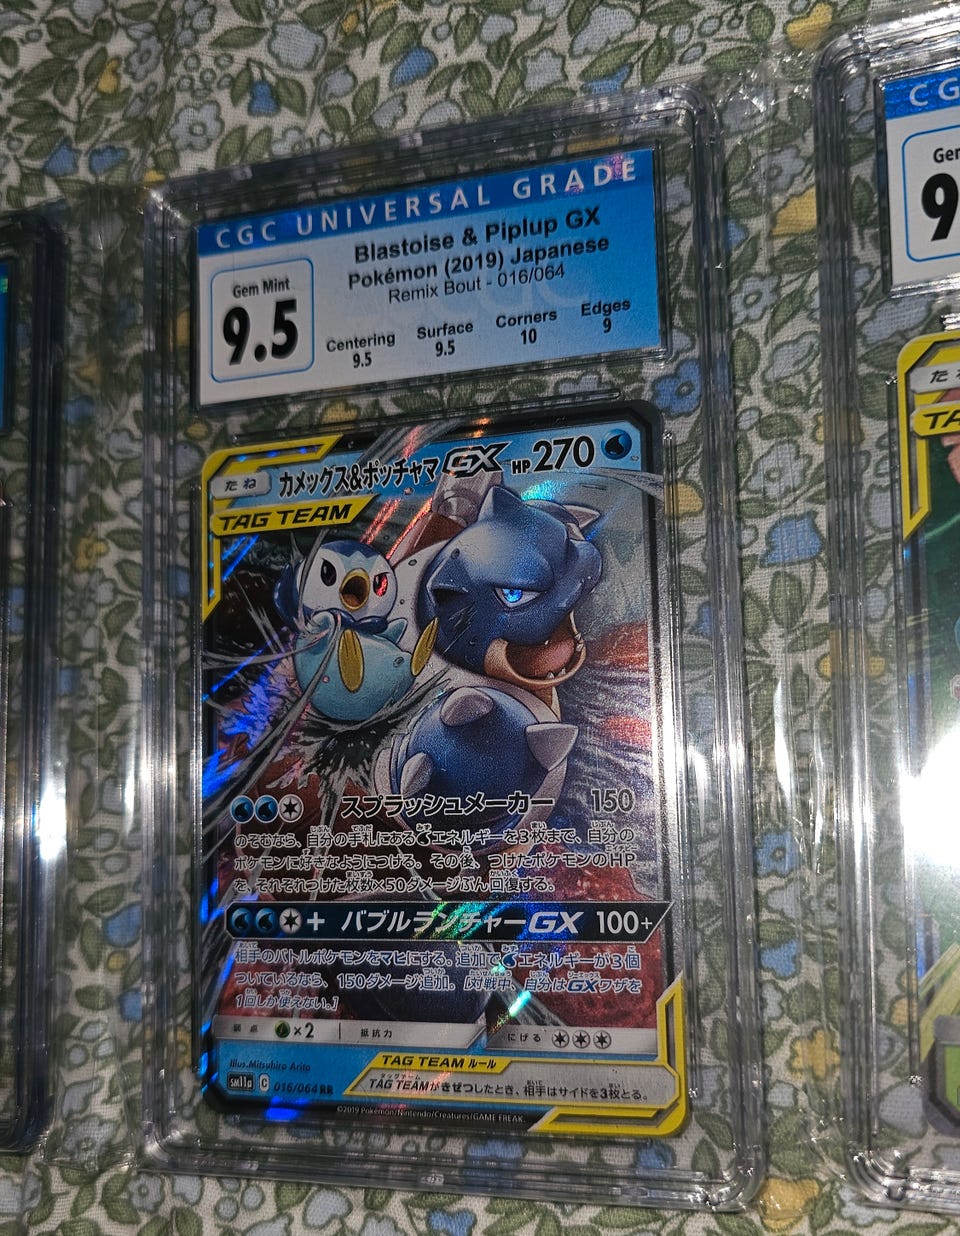 CGC UNIVERSAL GRADE
Gem Mint
9.5
Blastoise & Piplup GX
Pokémon (2019) Japanese
Remix Bout - 016/064
Centering Surface Corners Edges
9.5 9.5 10 9
たね カメックス&ポッチャマGX HP270
TAG TEAM
スプラッシュメーカー 150
のぞむなら、自分の手札にあるエネルギーを3枚まで、自分の
ポケモンに好きなようにつける。その後、つけたポケモンのHP
を、それぞれつけた枚数×50ダメージぶん回復する。
+ バブルランチャーGX 100+
相手のバトルポケモンをマヒにする。追加でエネルギーが3個
ついているなら、150ダメージ追加。[対戦中、自分はGXワザを
1回しか使えない。]
弱点 ×2 抵抗力 にげる
Illus.Mitsuhiro Arita
TAG TEAM ルール
SM11a C 016/064 RR
TAG TEAMがきぜつしたとき、相手はサイドを3枚とる。
©2019 Pokémon/Nintendo/Creatures/GAME FREAK
CG
Gem
9
たね
TA